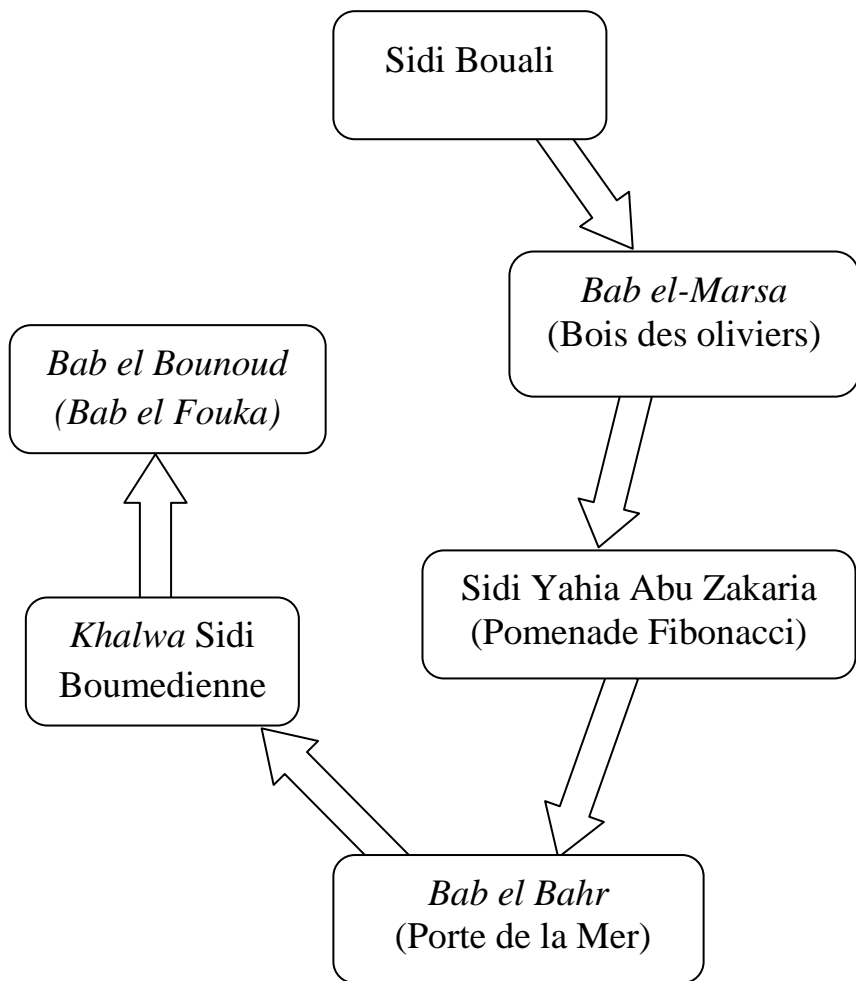 Sidi Bouali
Bab el-Marsa
(Bois des oliviers)
Sidi Yahia Abu Zakaria
(Pomenade Fibonacci)
Bab el Bahr
(Porte de la Mer)
Khalwa Sidi
Boumedienne
Bab el Bounoud
(Bab el Fouka)